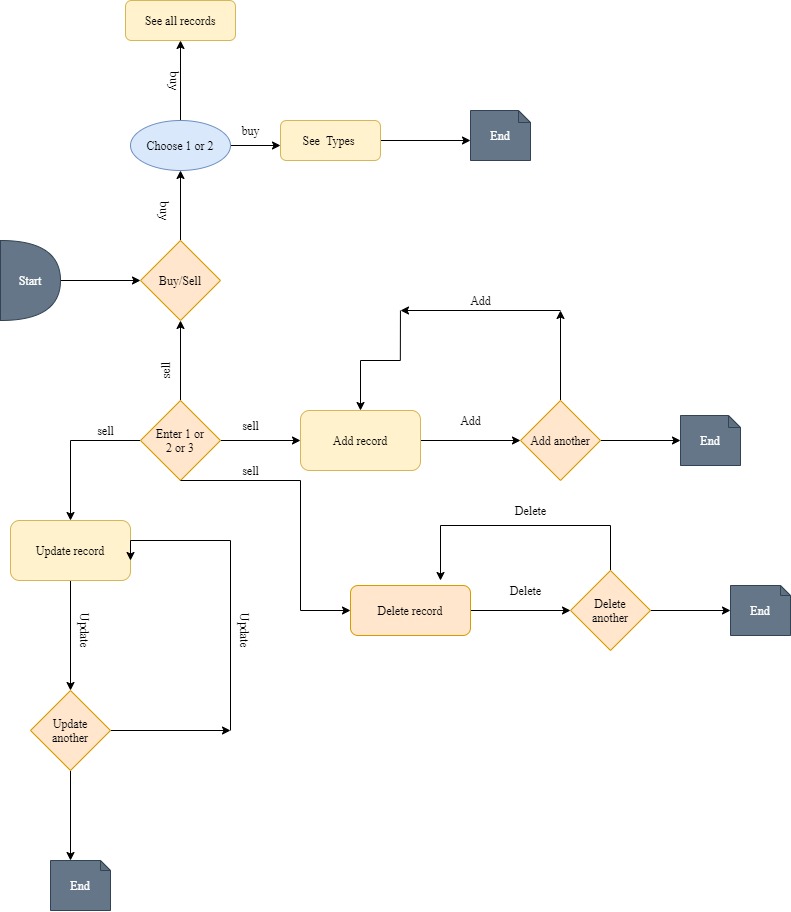 See all records
buy
Choose 1 or 2
buy
See Types
End
buy
Start
Buy/Sell
sell
Add
sell
Enter 1 or
2 or 3
sell
Add record
Add
Add another
End
sell
Delete
Update record
Delete record
Delete
Delete
another
End
Update
Update
Update
another
End